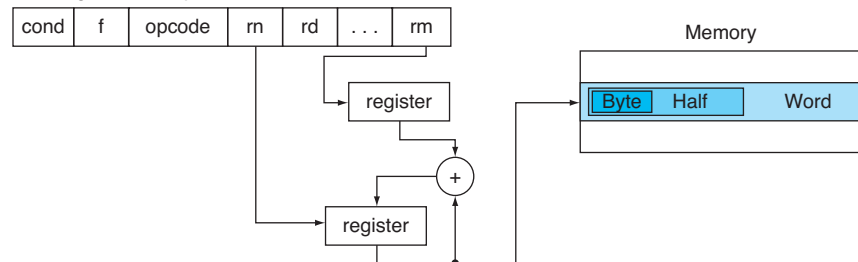 cond f opcode rn rd . . . rm
Memory
register
Byte Half Word
+
register